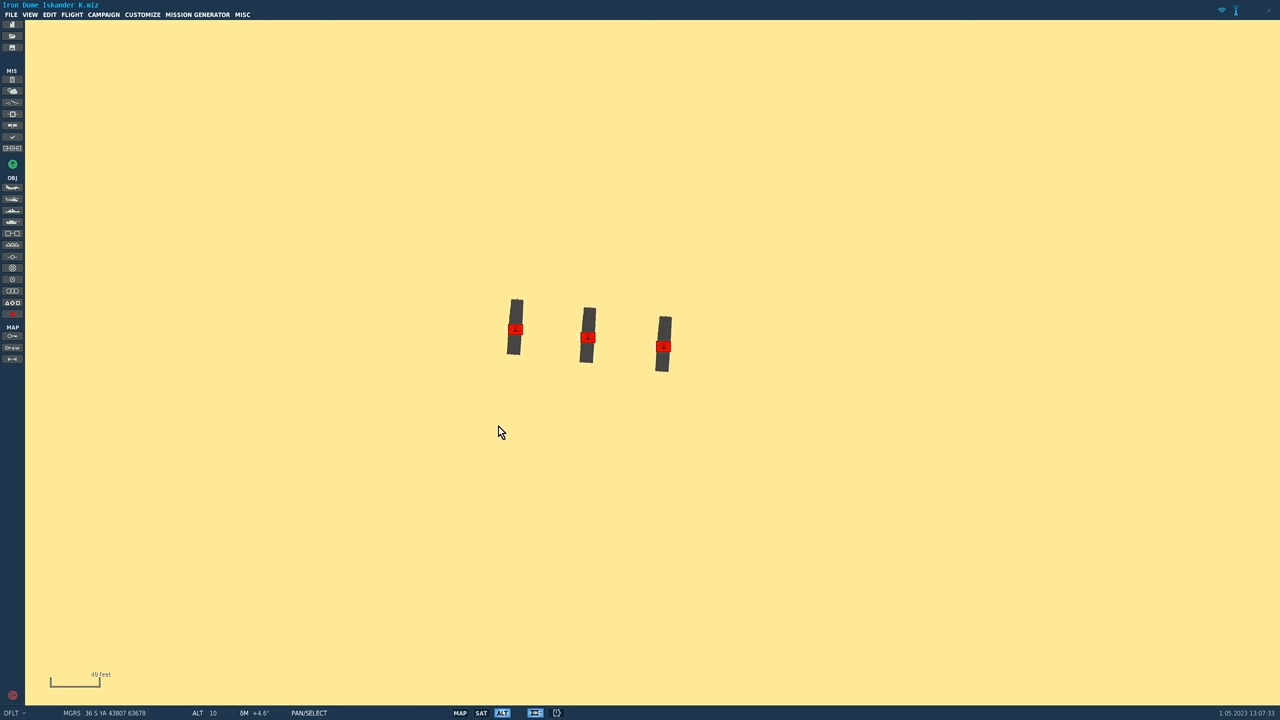 Iron Dome Iskander K.miz
FILE VIEW EDIT FLIGHT CAMPAIGN CUSTOMIZE MISSION GENERATOR MISC
MIS
OBJ
MAP
Draw
49 feet
DFLT MGRS 36 S YA 43807 63678 ALT 10 δM +4.6° PAN/SELECT MAP SAT ALT 1.05.2023 13:07:33